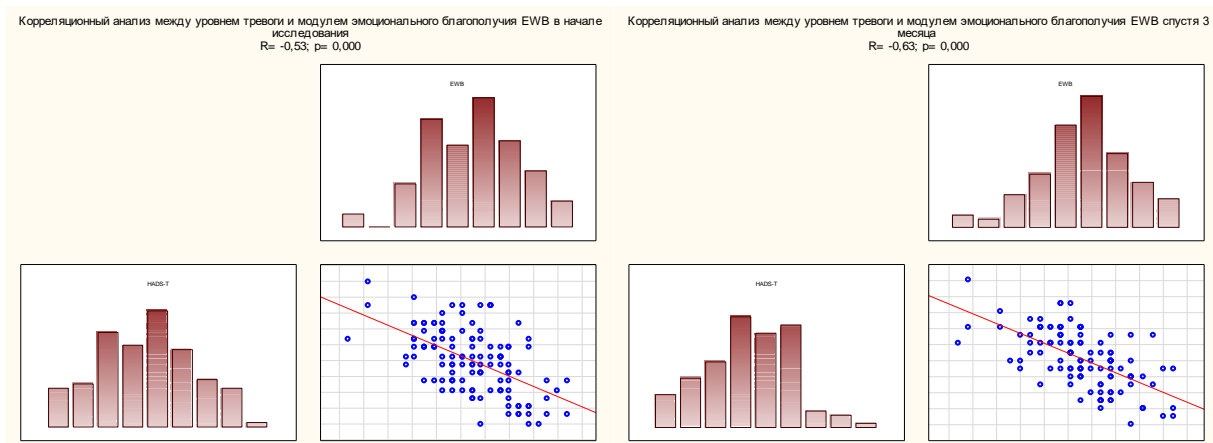 Корреляционный анализ между уровнем тревоги и модулем эмоционального благополучия EWB в начале
исследования
R= -0,53; p= 0,000
EWB
HADS-T
Корреляционный анализ между уровнем тревоги и модулем эмоционального благополучия EWB спустя 3
месяца
R= -0,63; p= 0,000
EWB
HADS-T